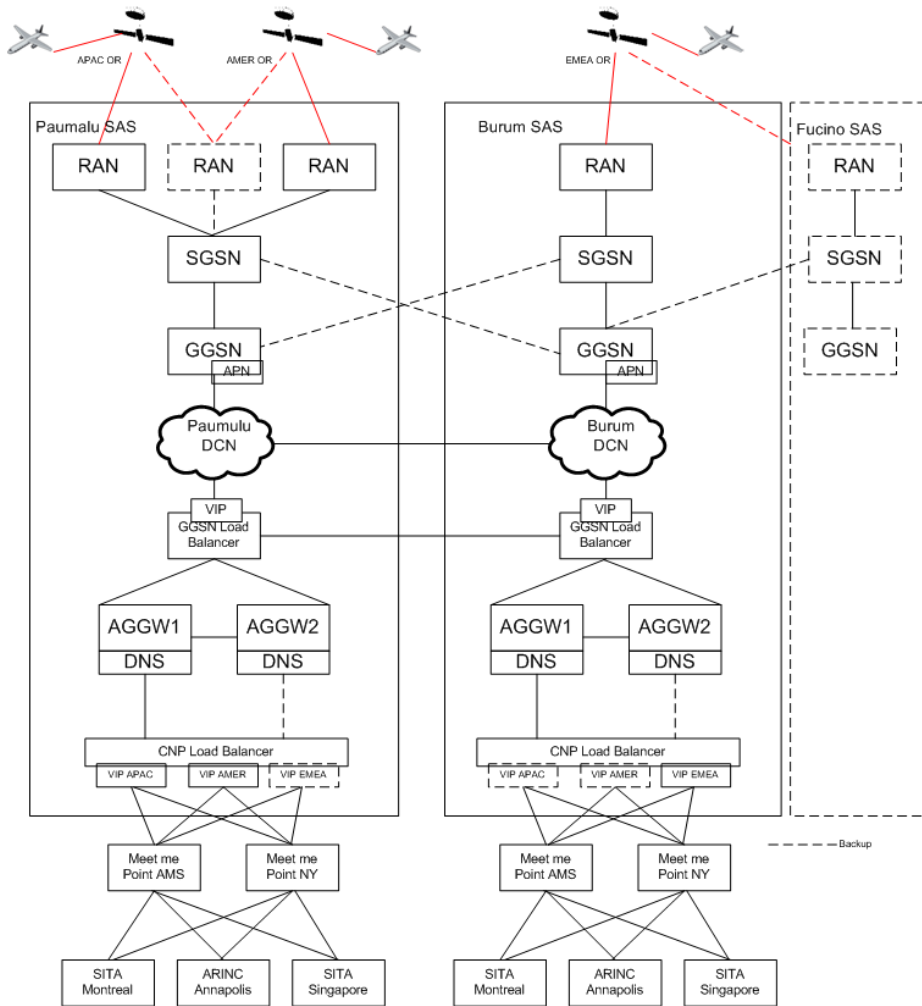 APAC OR
AMER OR
EMEA OR
Paumalu SAS
Burum SAS
Fucino SAS
RAN
RAN
RAN
RAN
RAN
SGSN
SGSN
SGSN
GGSN
GGSN
GGSN
APN
APN
Paumulu
DCN
Burum
DCN
VIP
VIP
GGSN Load
Balancer
GGSN Load
Balancer
AGGW1
AGGW2
AGGW1
AGGW2
DNS
DNS
DNS
DNS
CNP Load Balancer
CNP Load Balancer
VIP APAC
VIP AMER
VIP EMEA
VIP APAC
VIP AMER
VIP EMEA
Backup
Meet me
Point AMS
Meet me
Point NY
Meet me
Point AMS
Meet me
Point NY
SITA
Montreal
ARINC
Annapolis
SITA
Singapore
SITA
Montreal
ARINC
Annapolis
SITA
Singapore